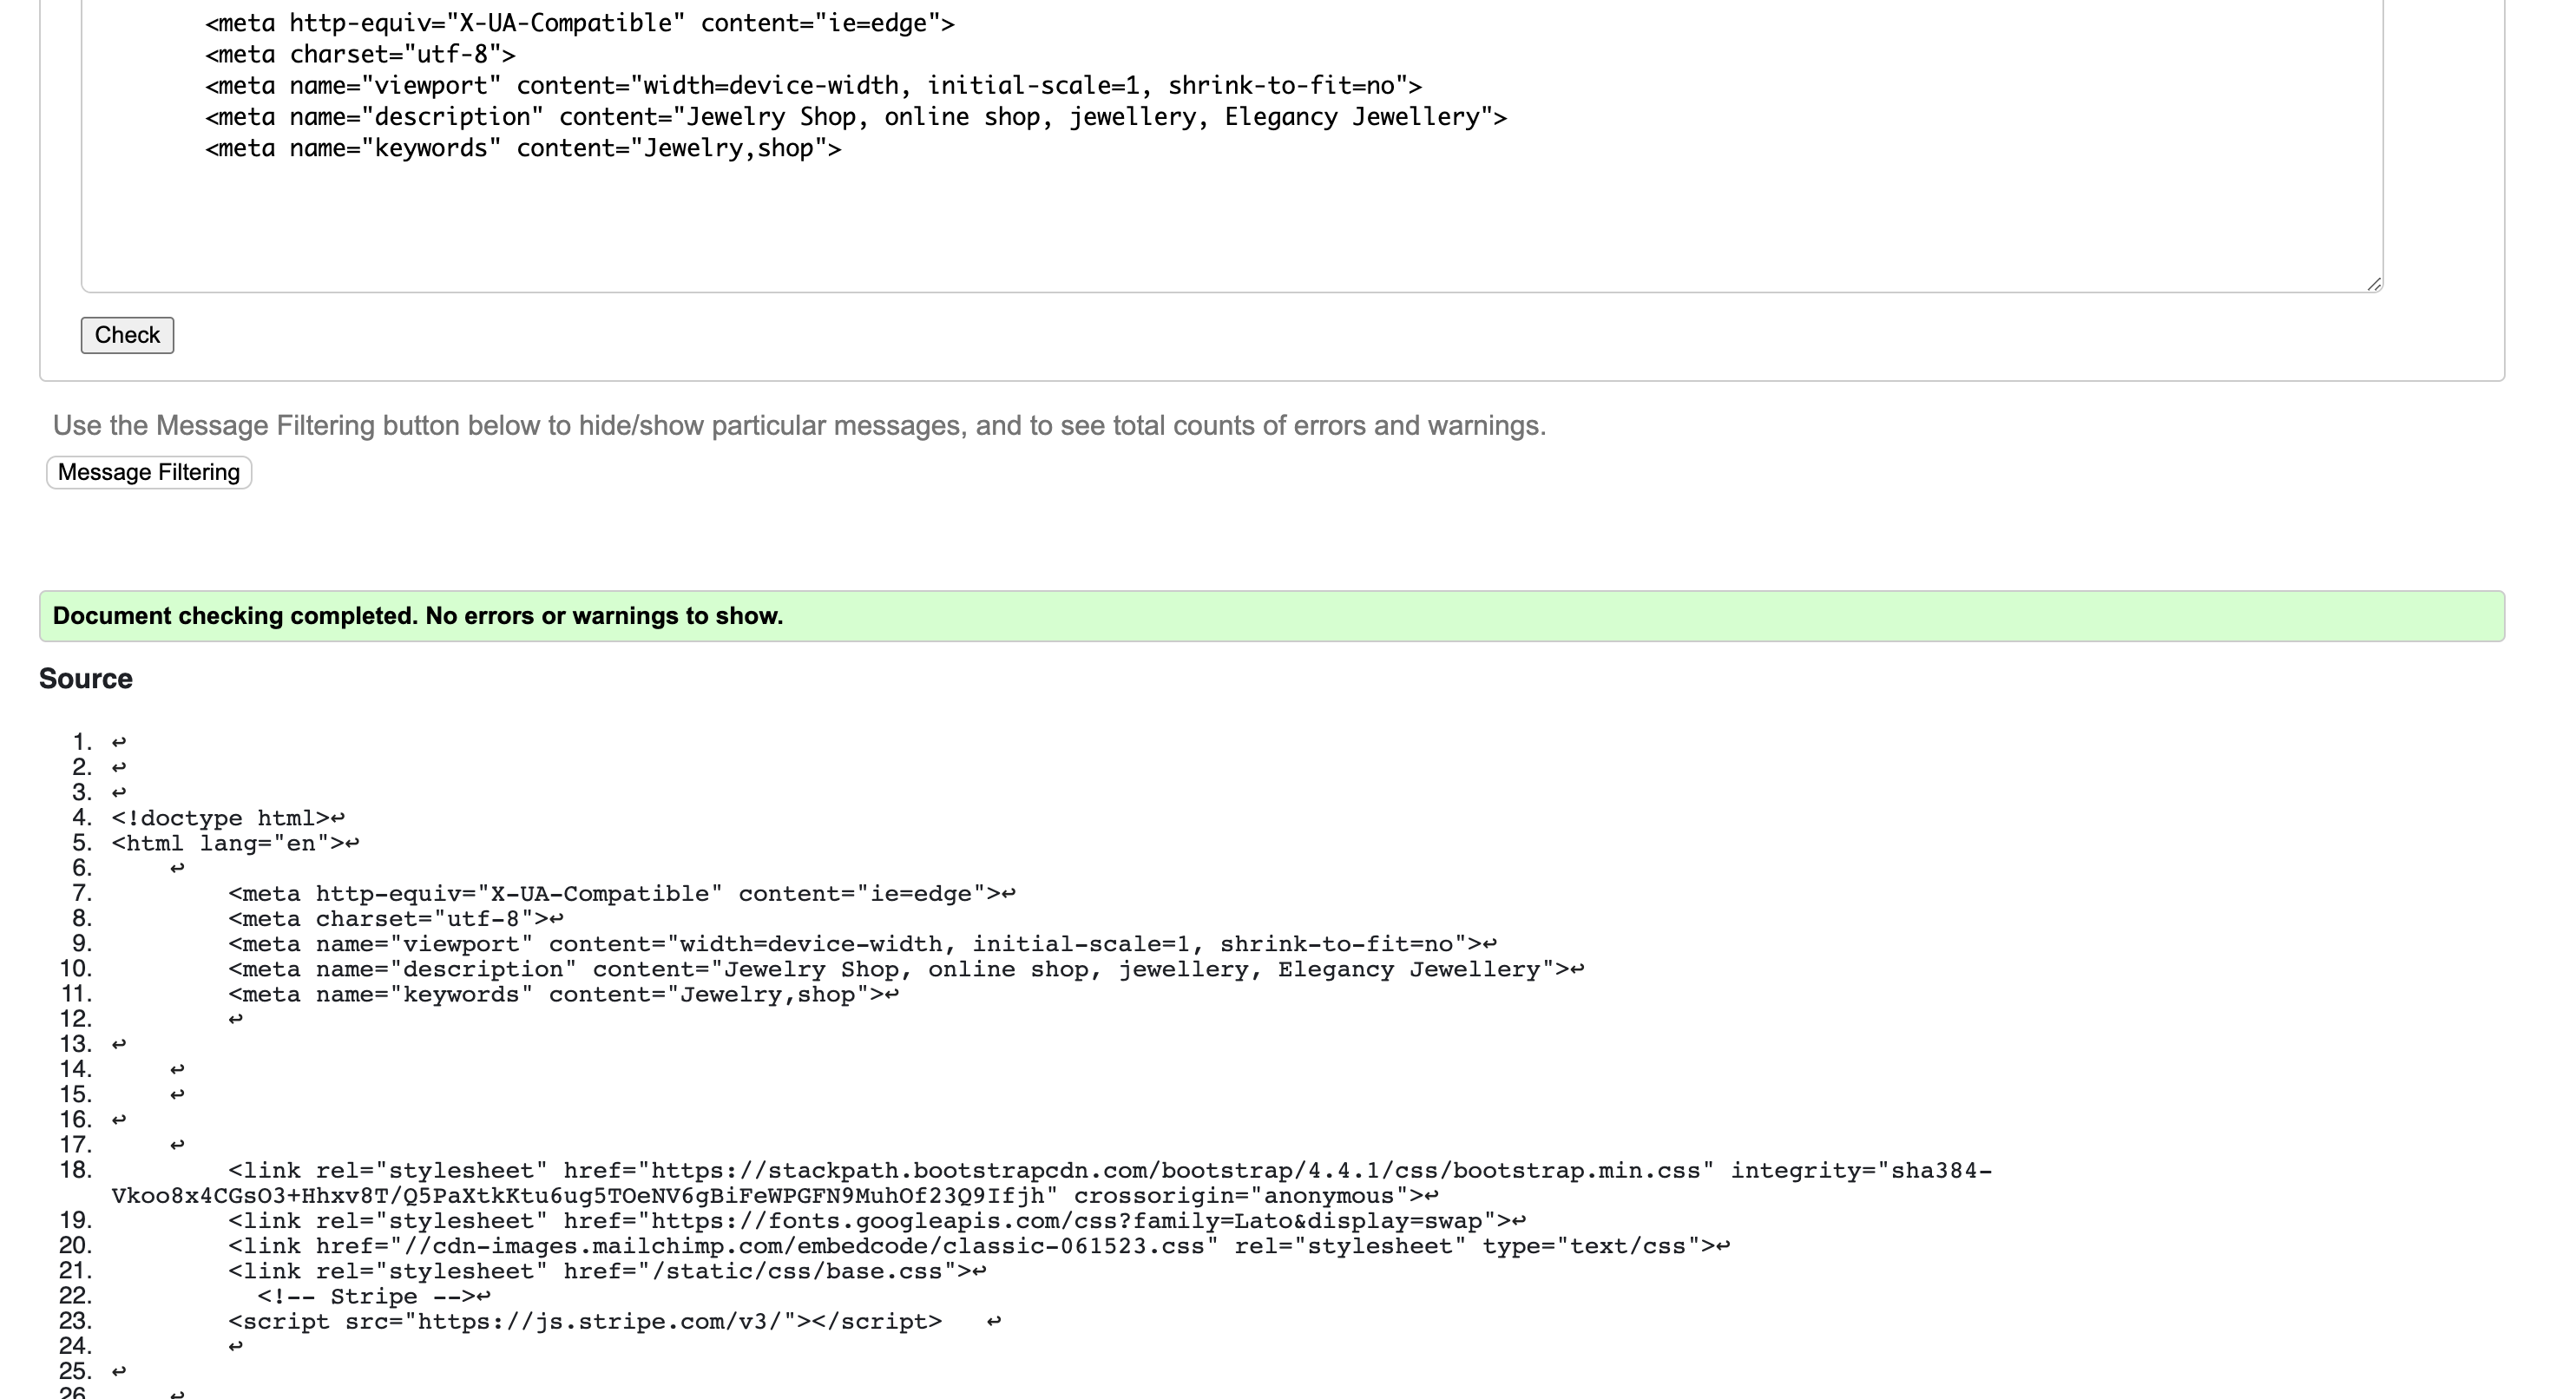 <meta http-equiv="X-UA-Compatible" content="ie=edge">
<meta charset="utf-8">
<meta name="viewport" content="width=device-width, initial-scale=1, shrink-to-fit=no">
<meta name="description" content="Jewelry Shop, online shop, jewellery, Elegancy Jewellery">
<meta name="keywords" content="Jewelry,shop">
Check
Use the Message Filtering button below to hide/show particular messages, and to see total counts of errors and warnings.
Message Filtering
Document checking completed. No errors or warnings to show.
Source
1. ↩
2. ↩
3. ↩
4. <!doctype html>↩
5. <html lang="en">↩
6. ↩
7. <meta http-equiv="X-UA-Compatible" content="ie=edge">↩
8. <meta charset="utf-8">↩
9. <meta name="viewport" content="width=device-width, initial-scale=1, shrink-to-fit=no">↩
10. <meta name="description" content="Jewelry Shop, online shop, jewellery, Elegancy Jewellery">↩
11. <meta name="keywords" content="Jewelry,shop">↩
12. ↩
13. ↩
14. ↩
15. ↩
16. ↩
17. ↩
18. <link rel="stylesheet" href="https://stackpath.bootstrapcdn.com/bootstrap/4.4.1/css/bootstrap.min.css" integrity="sha384-
Vkoo8x4CGsO3+Hhxv8T/Q5PaXtkKtu6ug5TOeNV6gBiFeWPGFN9MuhOf23Q9Ifjh" crossorigin="anonymous">↩
19. <link rel="stylesheet" href="https://fonts.googleapis.com/css?family=Lato&display=swap">↩
20. <link href="//cdn-images.mailchimp.com/embedcode/classic-061523.css" rel="stylesheet" type="text/css">↩
21. <link rel="stylesheet" href="/static/css/base.css">↩
22. <!-- Stripe -->↩
23. <script src="https://js.stripe.com/v3/"></script> ↩
24. ↩
25. ↩
26. ↩